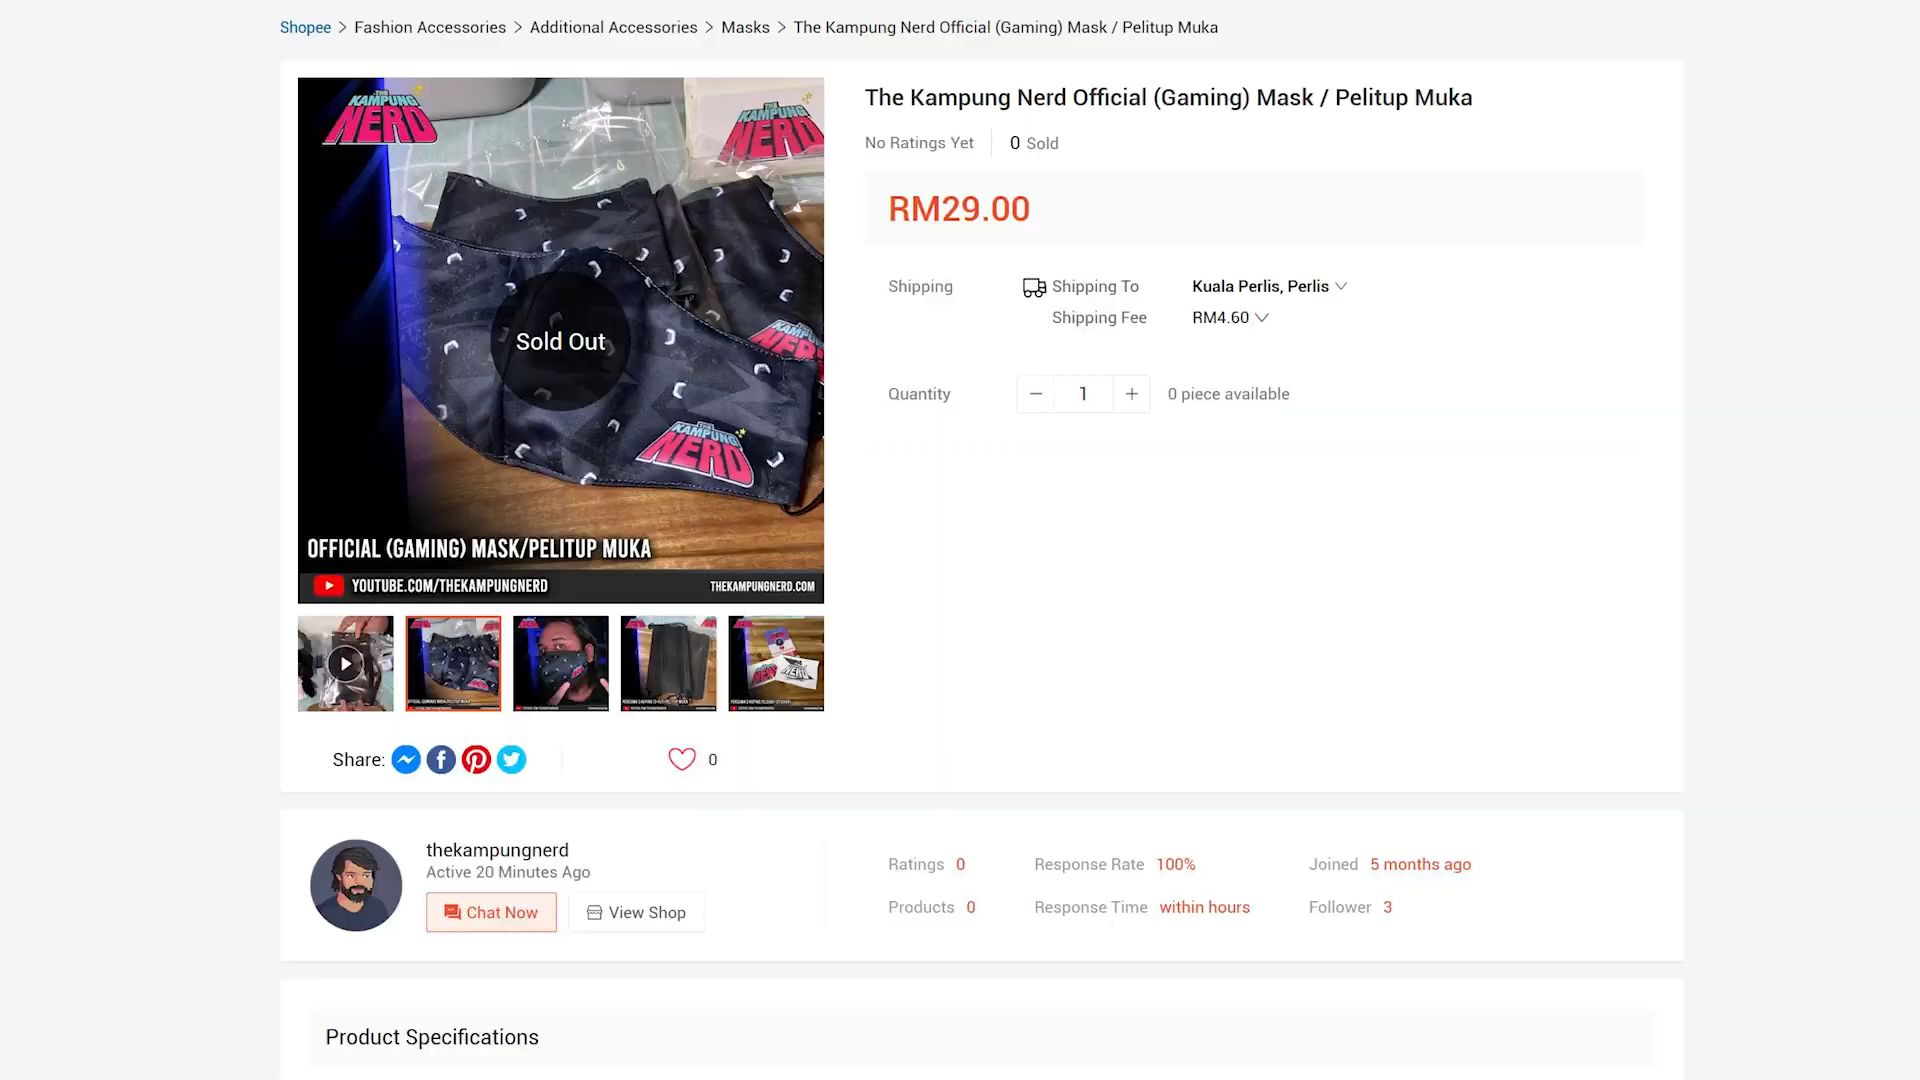 Shopee > Fashion Accessories > Additional Accessories > Masks > The Kampung Nerd Official (Gaming) Mask / Pelitup Muka
THE
KAMPUNG
NERD
THE
KAMPUNG
NERD
Sold Out
KAMPUNG
THE
KAMPUNG
NERD
OFFICIAL (GAMING) MASK/PELITUP MUKA
YOUTUBE.COM/THEKAMPUNGNERD
THEKAMPUNGNERD.COM
The Kampung Nerd Official (Gaming) Mask / Pelitup Muka
No Ratings Yet
0 Sold
RM29.00
Shipping
Shipping To
Kuala Perlis, Perlis
Shipping Fee
RM4.60
Quantity
− 1 +
0 piece available
Share:
0
thekampungnerd
Active 20 Minutes Ago
Chat Now
View Shop
Ratings 0
Response Rate 100%
Joined 5 months ago
Products 0
Response Time within hours
Follower 3
Product Specifications